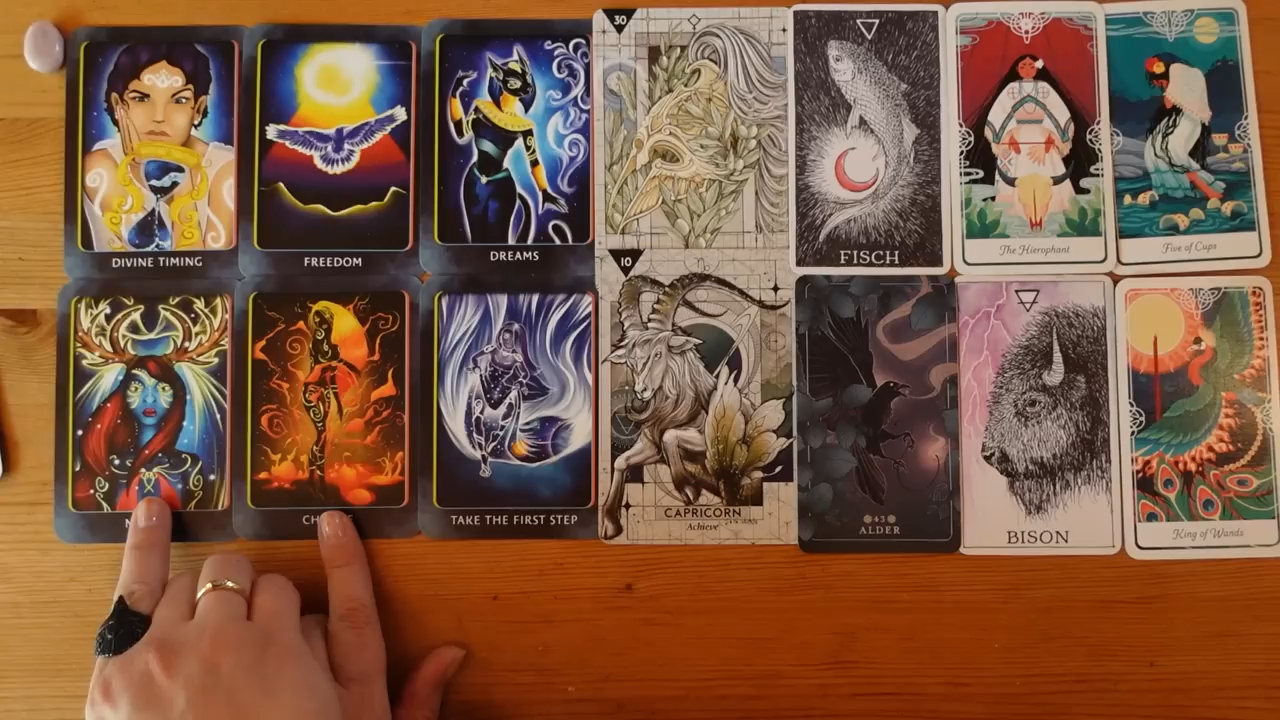 30
DIVINE TIMING
FREEDOM
DREAMS
FISCH
The Hierophant
Five of Cups
10
TAKE THE FIRST STEP
CAPRICORN
Achieve
43
ALDER
BISON
King of Wands